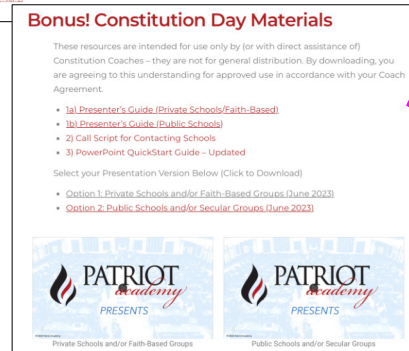 Bonus! Constitution Day Materials
These resources are intended for use only by (or with direct assistance of)
Constitution Coaches – they are not for general distribution. By downloading, you
are agreeing to this understanding for approved use in accordance with your Coach
Agreement.
1a) Presenter's Guide (Private Schools/Faith-Based)
1b) Presenter's Guide (Public Schools)
2) Call Script for Contacting Schools
3) PowerPoint QuickStart Guide – Updated
Select your Presentation Version Below (Click to Download)
Option 1: Private Schools and/or Faith-Based Groups (June 2023)
Option 2: Public Schools and/or Secular Groups (June 2023)
PATRIOT academy
PRESENTS
Private Schools and/or Faith-Based Groups
PATRIOT academy
PRESENTS
Public Schools and/or Secular Groups